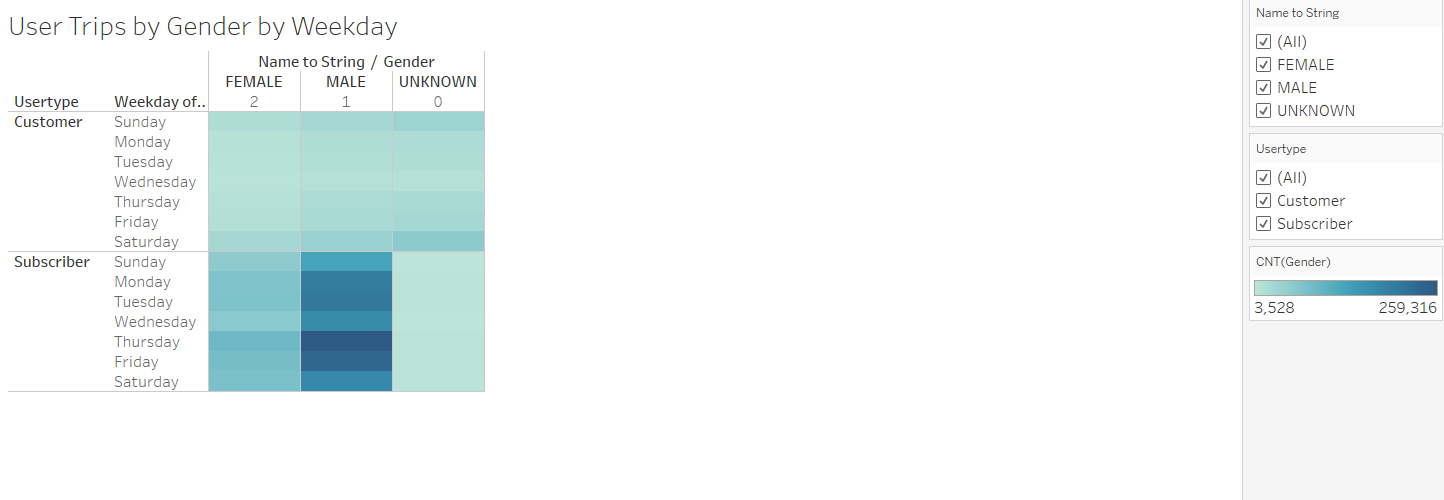 User Trips by Gender by Weekday
Name to String / Gender
FEMALE MALE UNKNOWN
Usertype Weekday of.. 2 1 0
Customer Sunday
Monday
Tuesday
Wednesday
Thursday
Friday
Saturday
Subscriber Sunday
Monday
Tuesday
Wednesday
Thursday
Friday
Saturday
Name to String
(All)
FEMALE
MALE
UNKNOWN
Usertype
(All)
Customer
Subscriber
CNT(Gender)
3,528 259,316